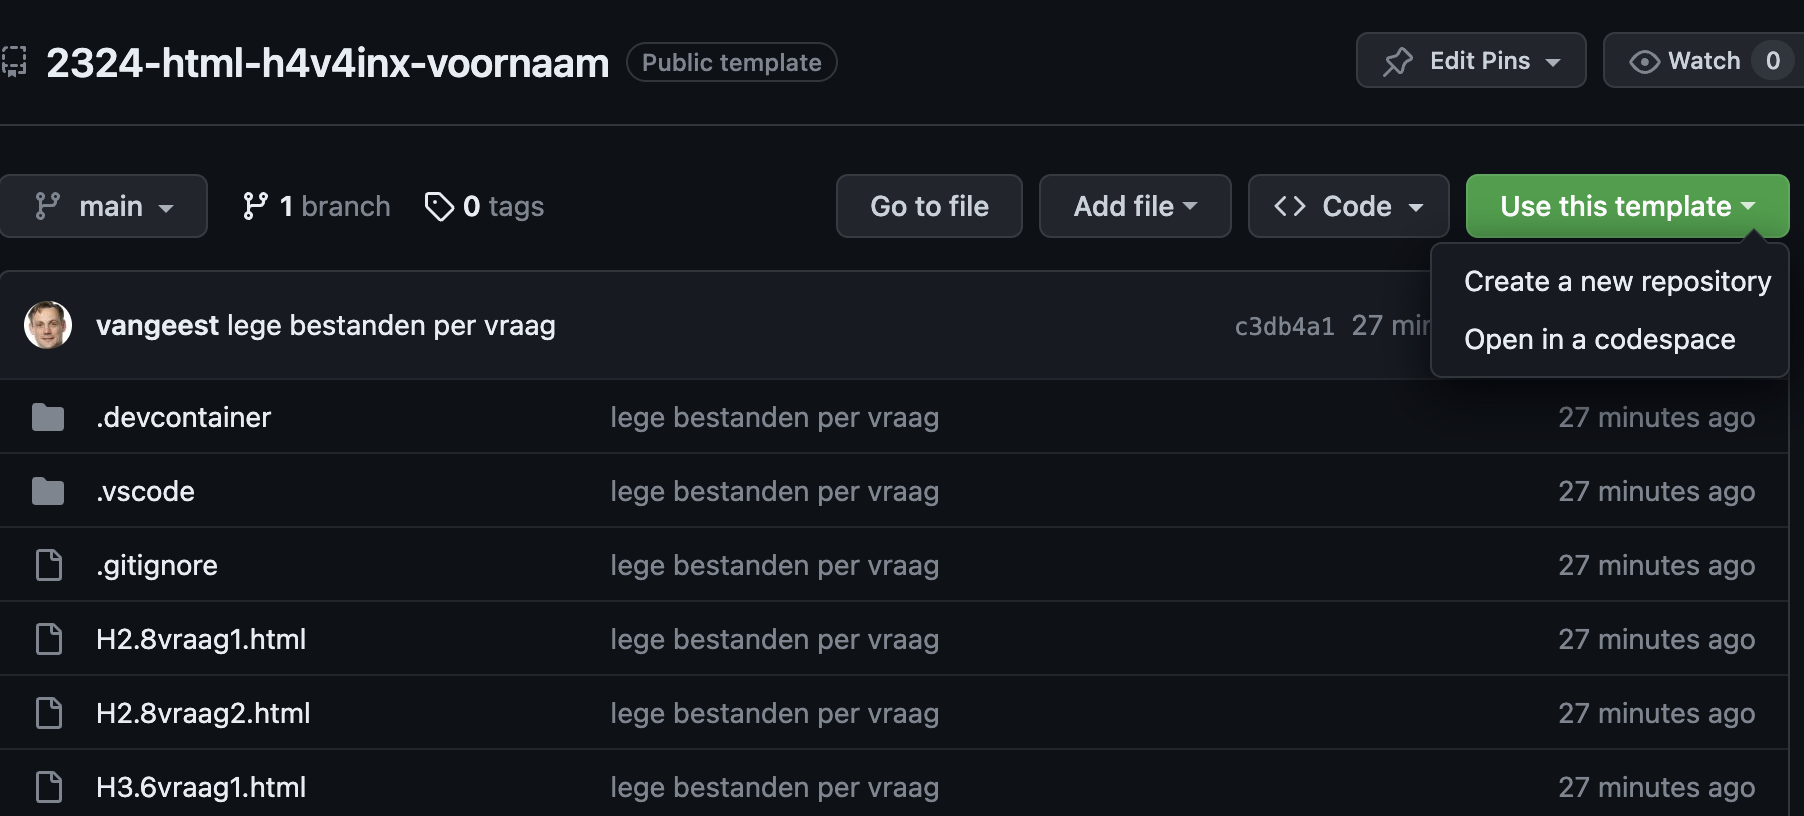 2324-html-h4v4inx-voornaam Public template Edit Pins Watch 0
main 1 branch 0 tags Go to file Add file Code Use this template
Create a new repository
Open in a codespace
vangeest lege bestanden per vraag c3db4a1 27 min
.devcontainer lege bestanden per vraag 27 minutes ago
.vscode lege bestanden per vraag 27 minutes ago
.gitignore lege bestanden per vraag 27 minutes ago
H2.8vraag1.html lege bestanden per vraag 27 minutes ago
H2.8vraag2.html lege bestanden per vraag 27 minutes ago
H3.6vraag1.html lege bestanden per vraag 27 minutes ago